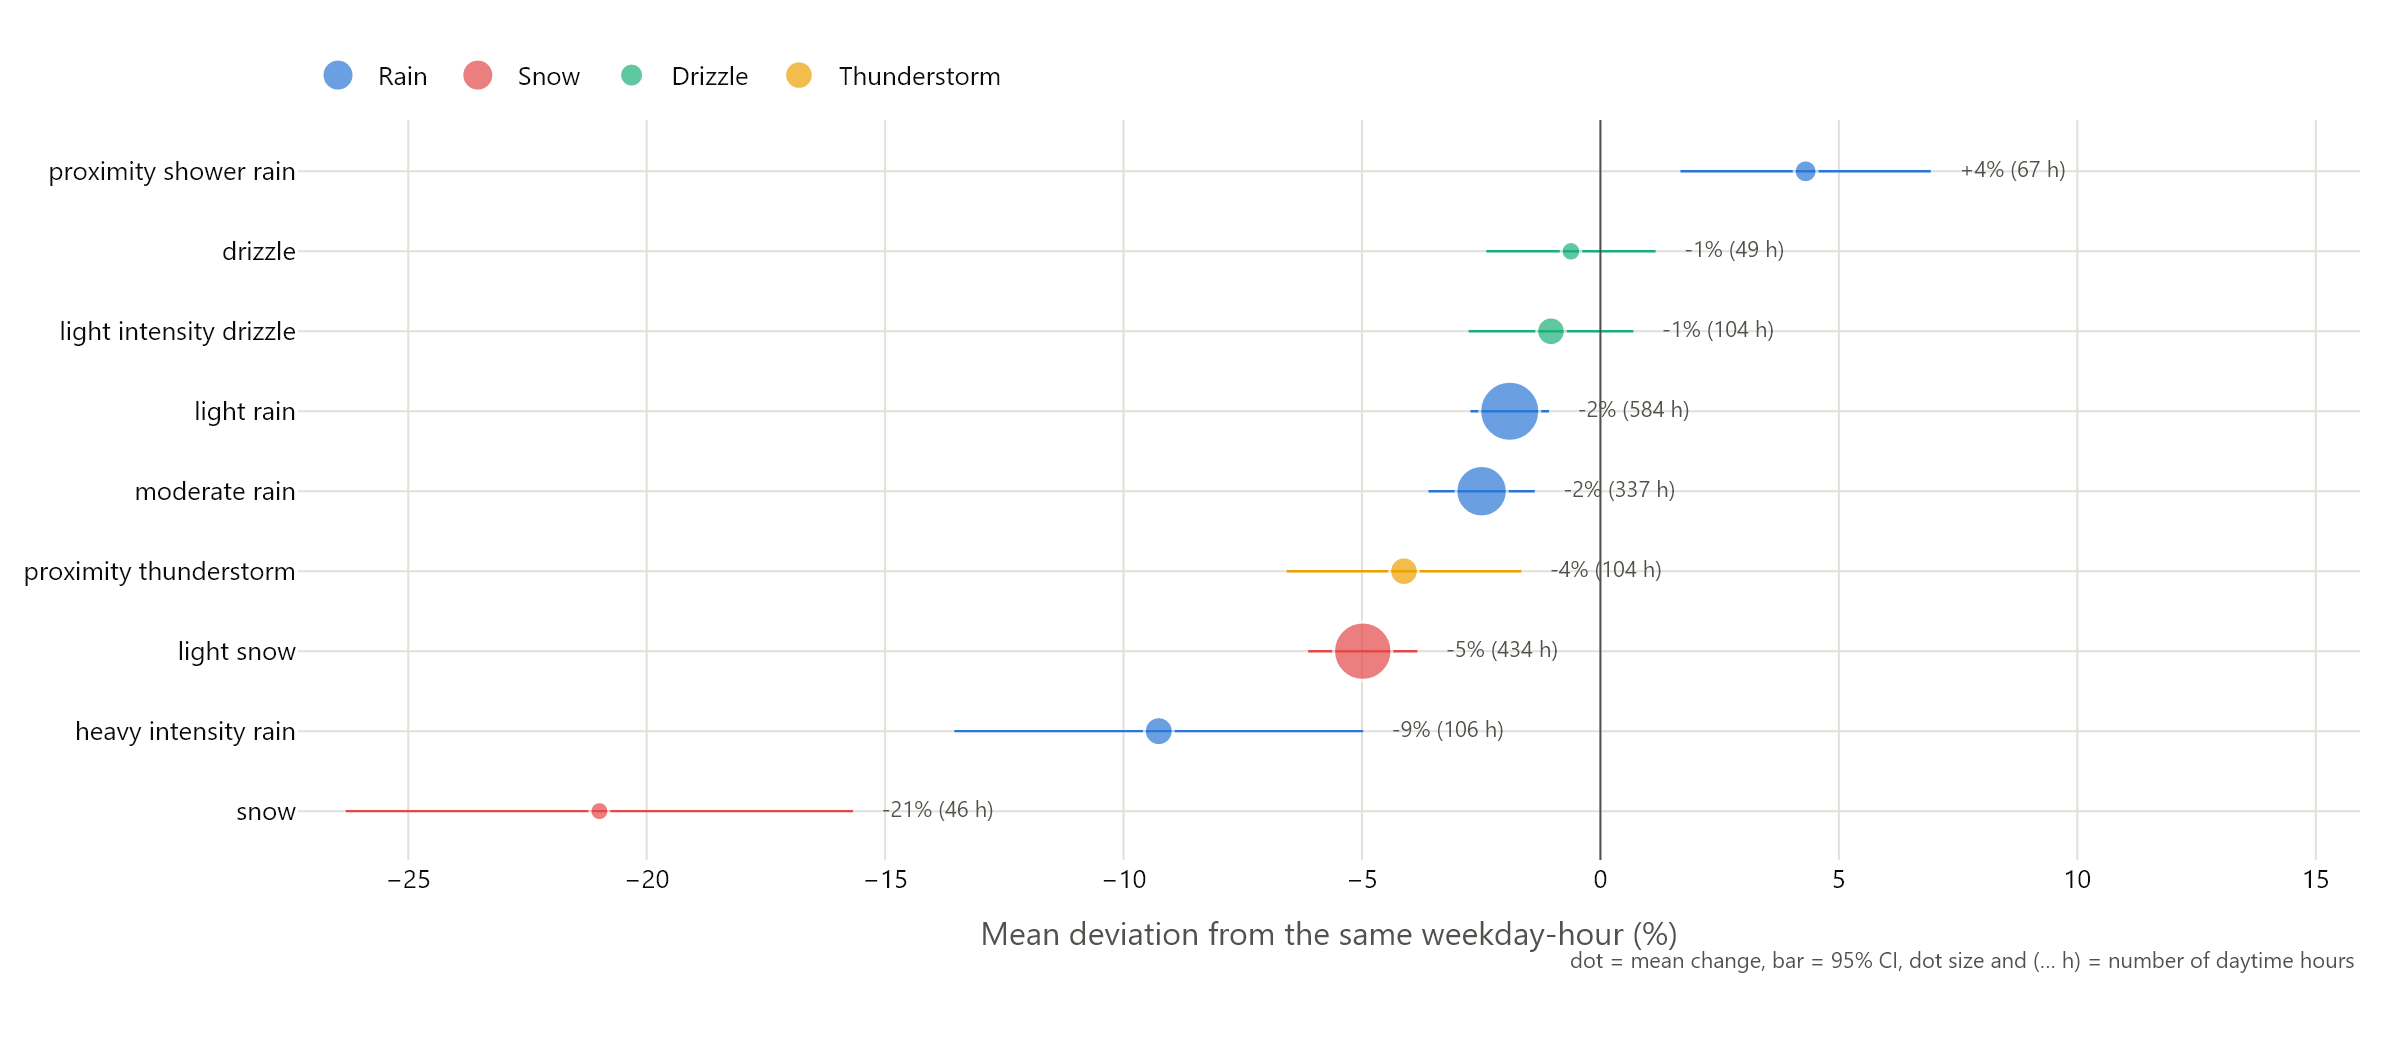 Rain Snow Drizzle Thunderstorm
proximity shower rain +4% (67 h)
drizzle -1% (49 h)
light intensity drizzle -1% (104 h)
light rain -2% (584 h)
moderate rain -2% (337 h)
proximity thunderstorm -4% (104 h)
light snow -5% (434 h)
heavy intensity rain -9% (106 h)
snow -21% (46 h)
−25 −20 −15 −10 −5 0 5 10 15
Mean deviation from the same weekday-hour (%)
dot = mean change, bar = 95% CI, dot size and (... h) = number of daytime hours